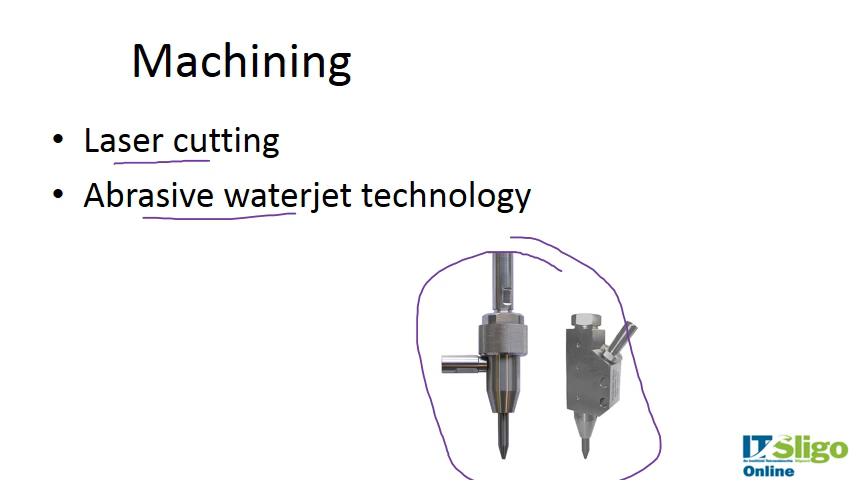 Machining
• Laser cutting
• Abrasive waterjet technology
IT Sligo
Online